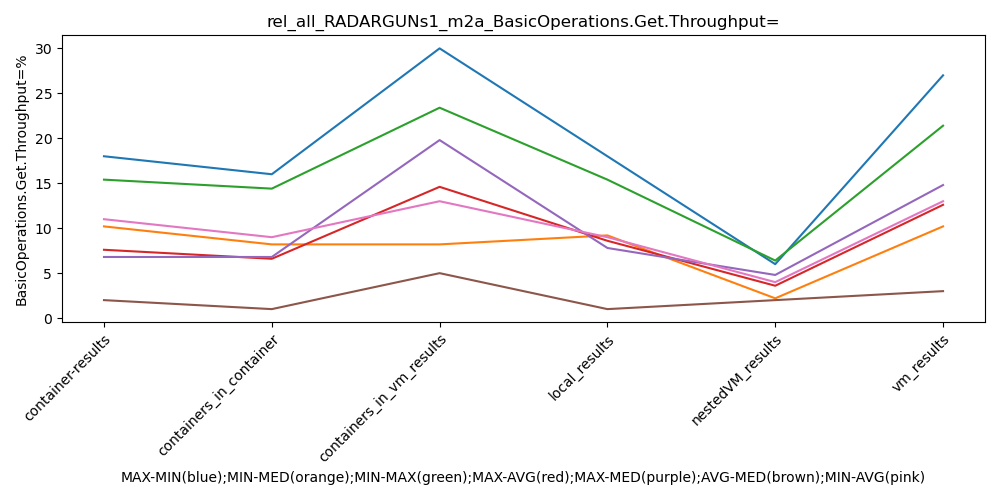 rel_all_RADARGUNs1_m2a_BasicOperations.Get.Throughput=
BasicOperations.Get.Throughput=%
30
25
20
15
10
5
0
container-results
containers_in_container
containers_in_vm_results
local_results
nestedVM_results
vm_results
MAX-MIN(blue);MIN-MED(orange);MIN-MAX(green);MAX-AVG(red);MAX-MED(purple);AVG-MED(brown);MIN-AVG(pink)